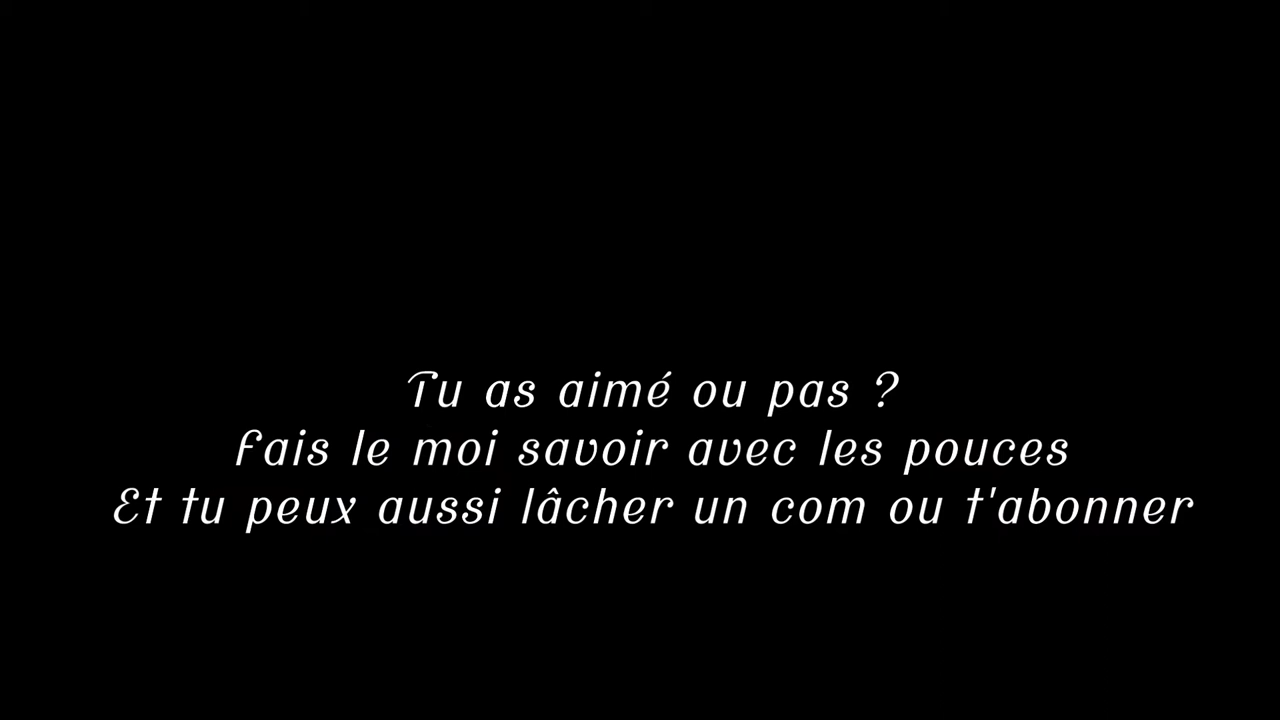 Tu as aimé ou pas ?
Fais le moi savoir avec les pouces
Et tu peux aussi lâcher un com ou t'abonner